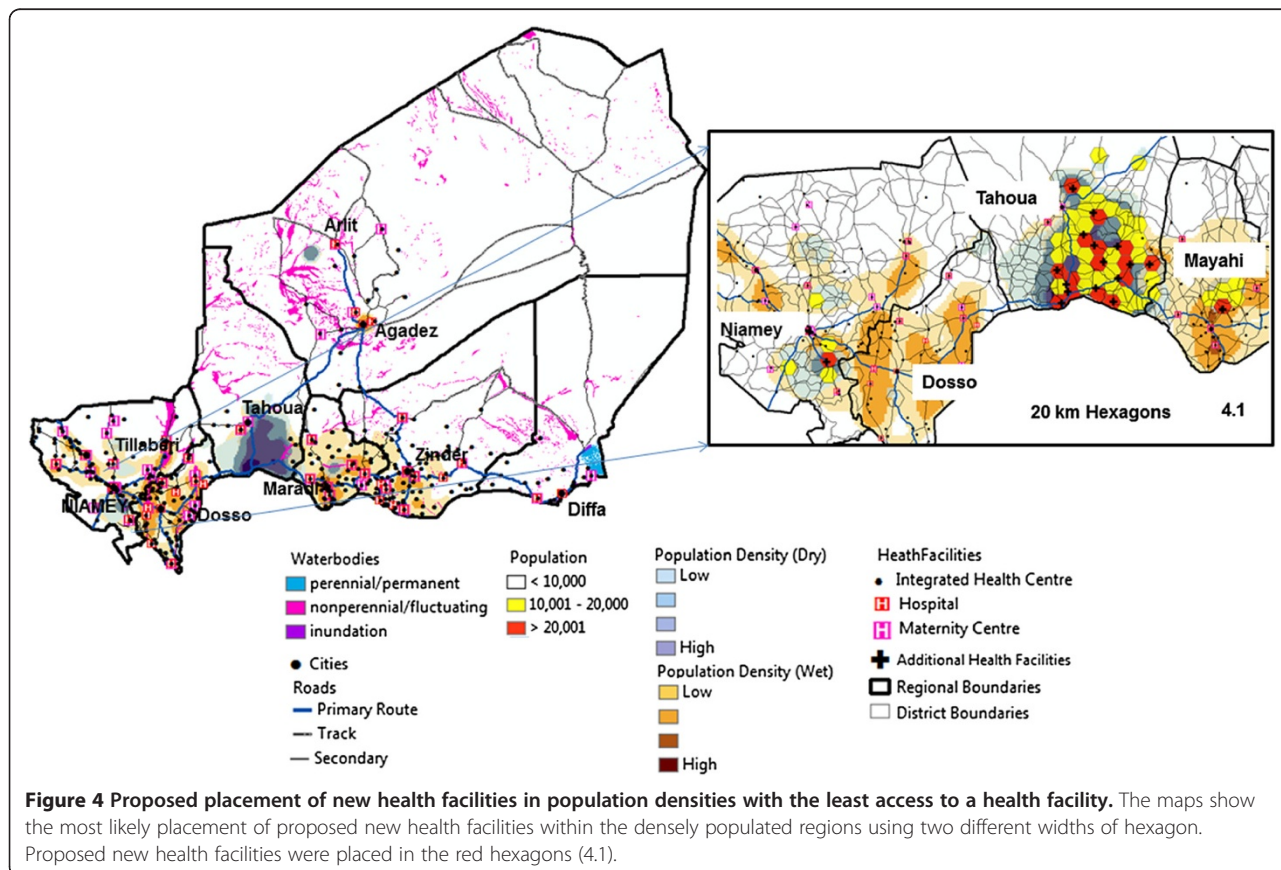 Arlit
Agadez
Tahoua
Tillaberi
Zinder
Maradi
NIAMEY
Dosso
Diffa
Tahoua
Mayahi
Niamey
Dosso
20 km Hexagons 4.1
Waterbodies
perennial/permanent
nonperennial/fluctuating
inundation
Cities
Roads
Primary Route
Track
Secondary
Population
< 10,000
10,001 - 20,000
> 20,001
Population Density (Dry)
Low
High
Population Density (Wet)
Low
High
HeathFacilities
Integrated Health Centre
H Hospital
H Maternity Centre
Additional Health Facilities
Regional Boundaries
District Boundaries
Figure 4 Proposed placement of new health facilities in population densities with the least access to a health facility. The maps show
the most likely placement of proposed new health facilities within the densely populated regions using two different widths of hexagon.
Proposed new health facilities were placed in the red hexagons (4.1).